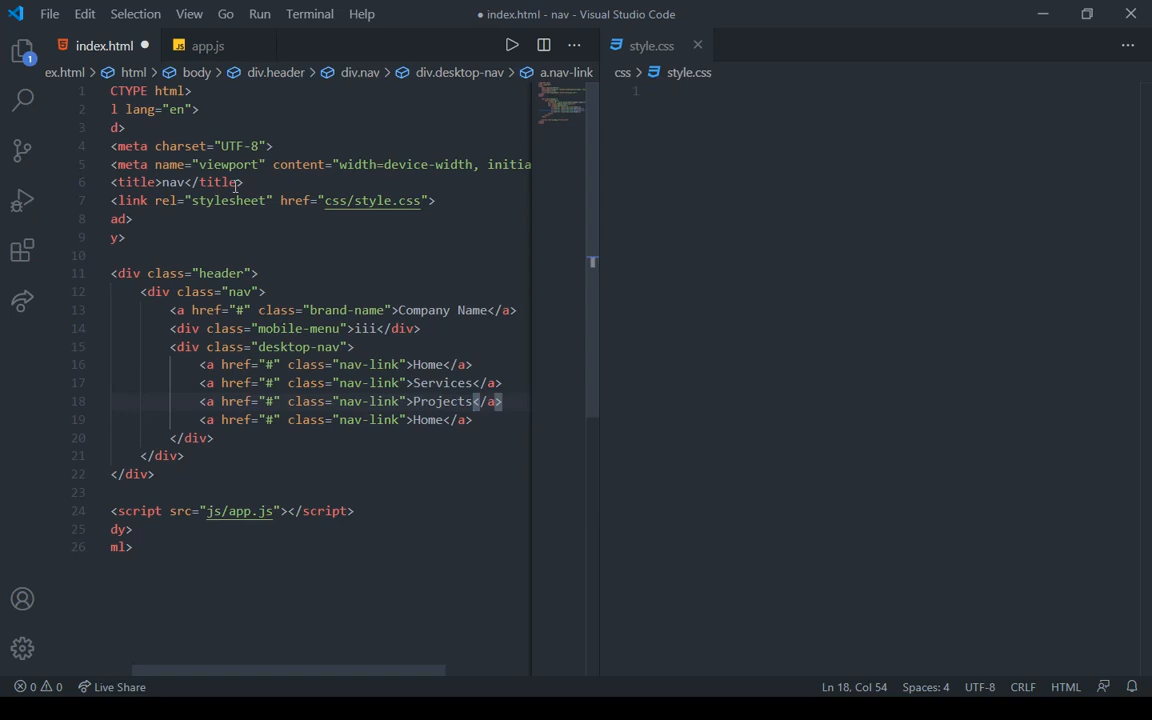 File Edit Selection View Go Run Terminal Help ● index.html - nav - Visual Studio Code
1
index.html ● JS app.js
ex.html > html > body > div.header > div.nav > div.desktop-nav > a.nav-link
1 CTYPE html>
2 l lang="en">
3 d>
4 <meta charset="UTF-8">
5 <meta name="viewport" content="width=device-width, initia
6 <title>nav</title>
7 <link rel="stylesheet" href="css/style.css">
8 ad>
9 y>
10
11 <div class="header">
12 <div class="nav">
13 <a href="#" class="brand-name">Company Name</a>
14 <div class="mobile-menu">iii</div>
15 <div class="desktop-nav">
16 <a href="#" class="nav-link">Home</a>
17 <a href="#" class="nav-link">Services</a>
18 <a href="#" class="nav-link">Projects</a>
19 <a href="#" class="nav-link">Home</a>
20 </div>
21 </div>
22 </div>
23
24 <script src="js/app.js"></script>
25 dy>
26 ml>
style.css
css > style.css
1
0 0 Live Share Ln 18, Col 54 Spaces: 4 UTF-8 CRLF HTML